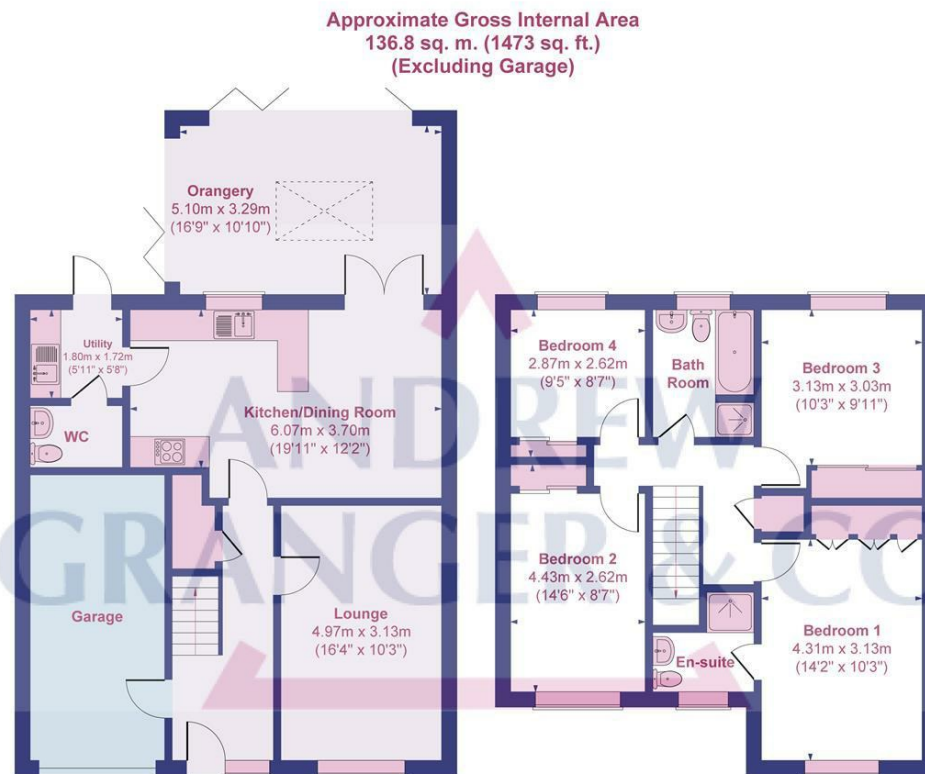 Approximate Gross Internal Area
136.8 sq. m. (1473 sq. ft.)
(Excluding Garage)
Orangery
5.10m x 3.29m
(16'9" x 10'10")
Utility
1.80m x 1.72m
(5'11" x 5'8")
WC
Kitchen/Dining Room
6.07m x 3.70m
(19'11" x 12'2")
Garage
Lounge
4.97m x 3.13m
(16'4" x 10'3")
Bedroom 4
2.87m x 2.62m
(9'5" x 8'7")
Bath
Room
Bedroom 3
3.13m x 3.03m
(10'3" x 9'11")
Bedroom 2
4.43m x 2.62m
(14'6" x 8'7")
En-suite
Bedroom 1
4.31m x 3.13m
(14'2" x 10'3")
ANDREW
GRANGER & CO